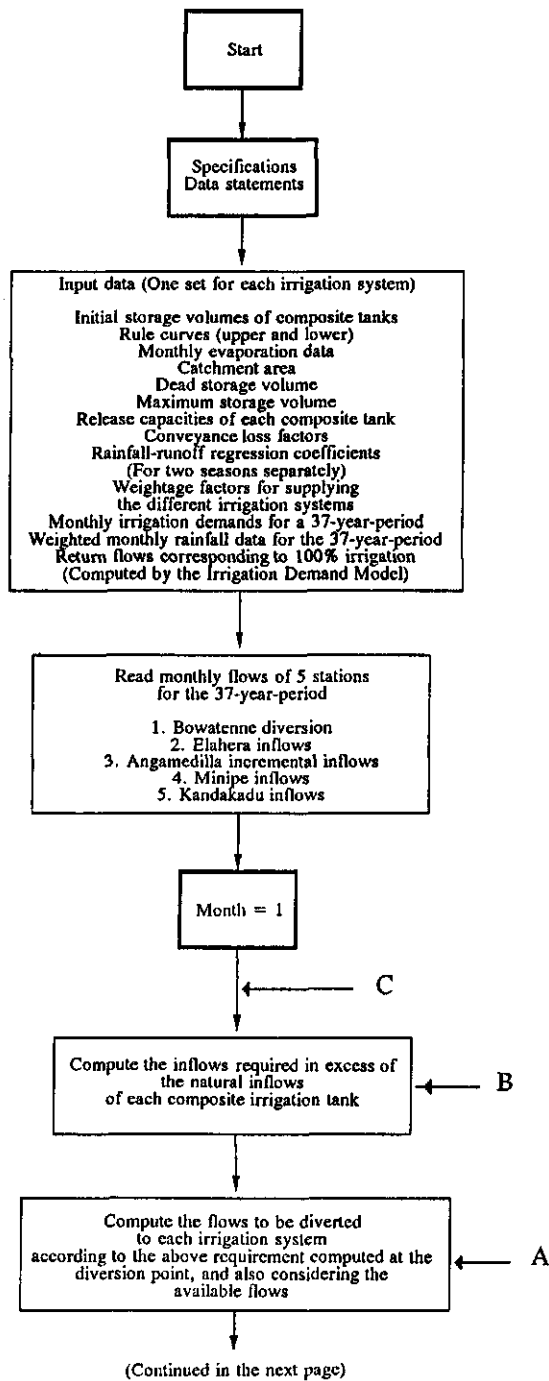 Start
Specifications
Data statements
Input data (One set for each irrigation system)
Initial storage volumes of composite tanks
Rule curves (upper and lower)
Monthly evaporation data
Catchment area
Dead storage volume
Maximum storage volume
Release capacities of each composite tank
Conveyance loss factors
Rainfall-runoff regression coefficients
(For two seasons separately)
Weightage factors for supplying
the different irrigation systems
Monthly irrigation demands for a 37-year-period
Weighted monthly rainfall data for the 37-year-period
Return flows corresponding to 100% irrigation
(Computed by the Irrigation Demand Model)
Read monthly flows of 5 stations
for the 37-year-period
1. Bowatenne diversion
2. Elahera inflows
3. Angamedilla incremental inflows
4. Minipe inflows
5. Kandakadu inflows
Month = 1
C
Compute the inflows required in excess of
the natural inflows
of each composite irrigation tank
B
Compute the flows to be diverted
to each irrigation system
according to the above requirement computed at the
diversion point, and also considering the
available flows
A
(Continued in the next page)